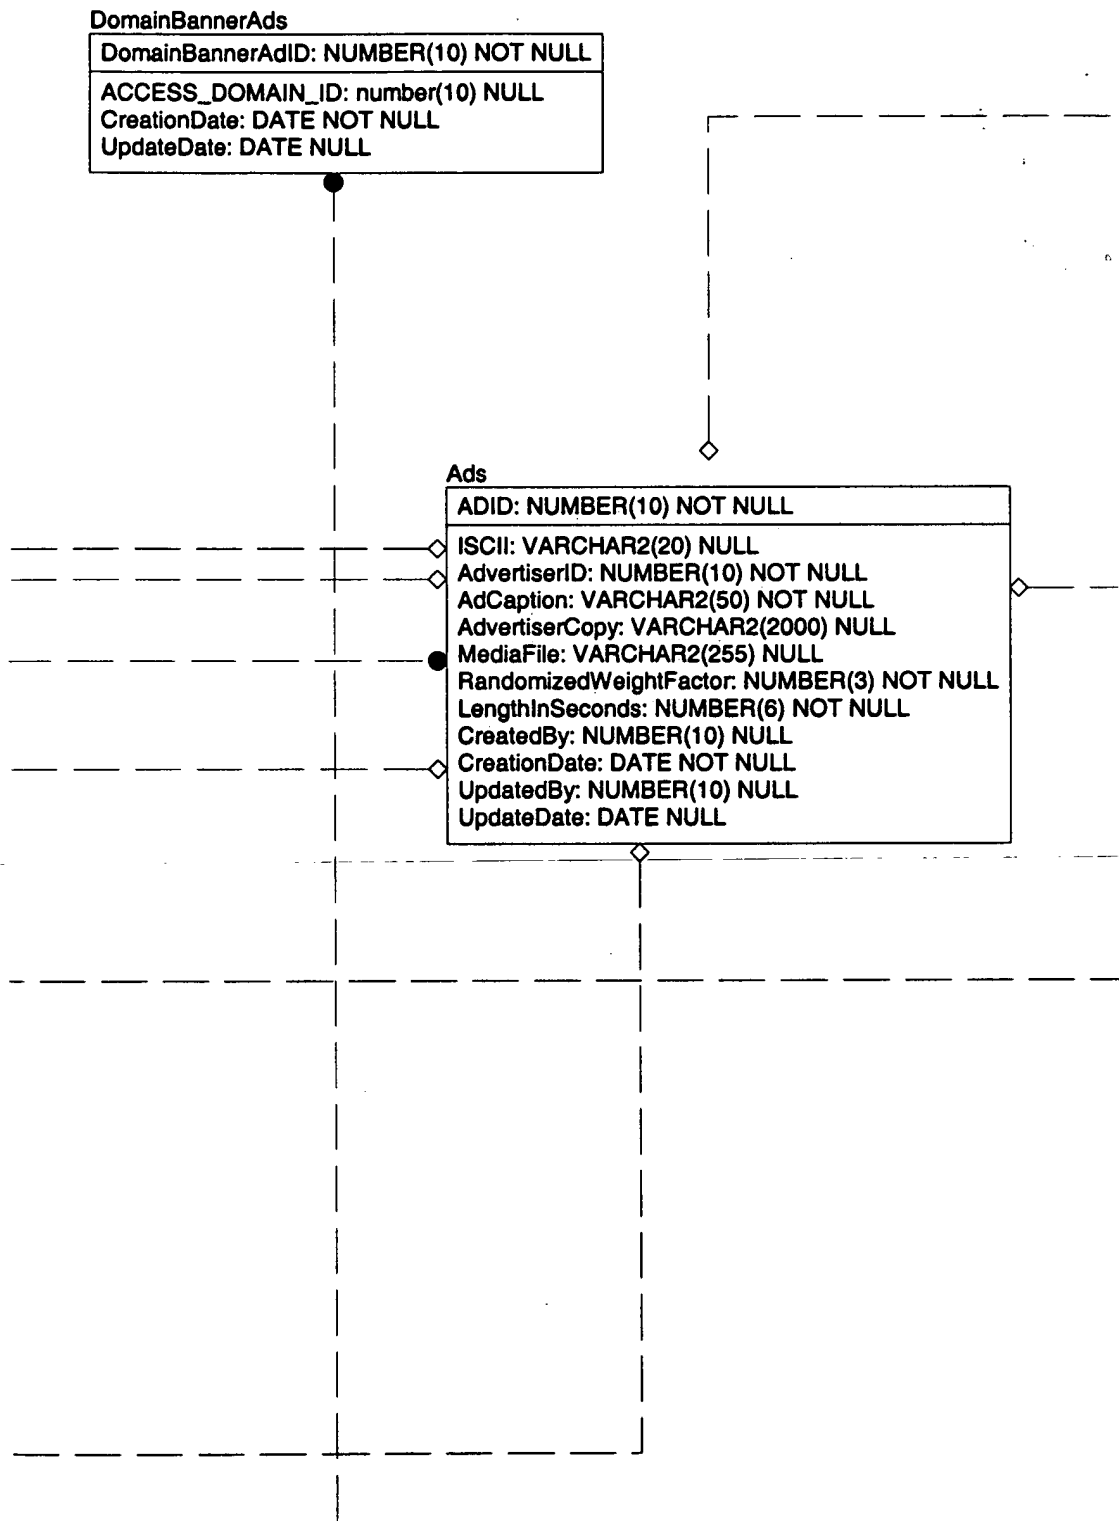 DomainBannerAds
DomainBannerAdID: NUMBER(10) NOT NULL
ACCESS_DOMAIN_ID: number(10) NULL
CreationDate: DATE NOT NULL
UpdateDate: DATE NULL
Ads
ADID: NUMBER(10) NOT NULL
ISCII: VARCHAR2(20) NULL
AdvertiserID: NUMBER(10) NOT NULL
AdCaption: VARCHAR2(50) NOT NULL
AdvertiserCopy: VARCHAR2(2000) NULL
MediaFile: VARCHAR2(255) NULL
RandomizedWeightFactor: NUMBER(3) NOT NULL
LengthInSeconds: NUMBER(6) NOT NULL
CreatedBy: NUMBER(10) NULL
CreationDate: DATE NOT NULL
UpdatedBy: NUMBER(10) NULL
UpdateDate: DATE NULL